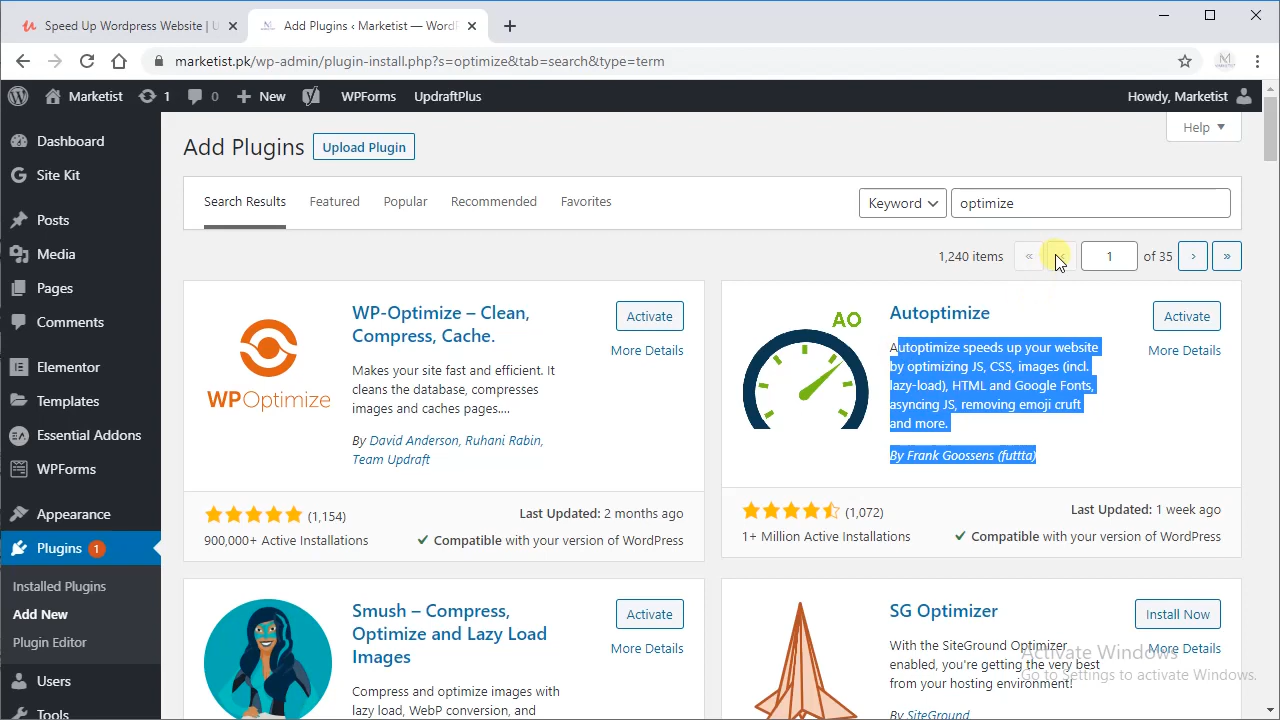 Speed Up Wordpress Website | U
Add Plugins ‹ Marketist — WordP
marketist.pk/wp-admin/plugin-install.php?s=optimize&tab=search&type=term
Marketist
1
0
New
WPForms
UpdraftPlus
Howdy, Marketist
Dashboard
Site Kit
Posts
Media
Pages
Comments
Elementor
Templates
Essential Addons
WPForms
Appearance
Plugins 1
Installed Plugins
Add New
Plugin Editor
Users
Tools
Add Plugins
Upload Plugin
Help
Search Results
Featured
Popular
Recommended
Favorites
Keyword
optimize
1,240 items
«
1
of 35
›
»
WPOptimize
WP-Optimize – Clean,
Compress, Cache.
Activate
More Details
Makes your site fast and efficient. It
cleans the database, compresses
images and caches pages....
By David Anderson, Ruhani Rabin,
Team Updraft
(1,154)
Last Updated: 2 months ago
900,000+ Active Installations
Compatible with your version of WordPress
AO
Autoptimize
Activate
More Details
Autoptimize speeds up your website
by optimizing JS, CSS, images (incl.
lazy-load), HTML and Google Fonts,
asyncing JS, removing emoji cruft
and more.
By Frank Goossens (futtta)
(1,072)
Last Updated: 1 week ago
1+ Million Active Installations
Compatible with your version of WordPress
Smush – Compress,
Optimize and Lazy Load
Images
Activate
More Details
Compress and optimize images with
lazy load, WebP conversion, and
SG Optimizer
Install Now
More Details
With the SiteGround Optimizer
enabled, you're getting the very best
from your hosting environment!
By SiteGround
Activate Windows
Go to Settings to activate Windows.